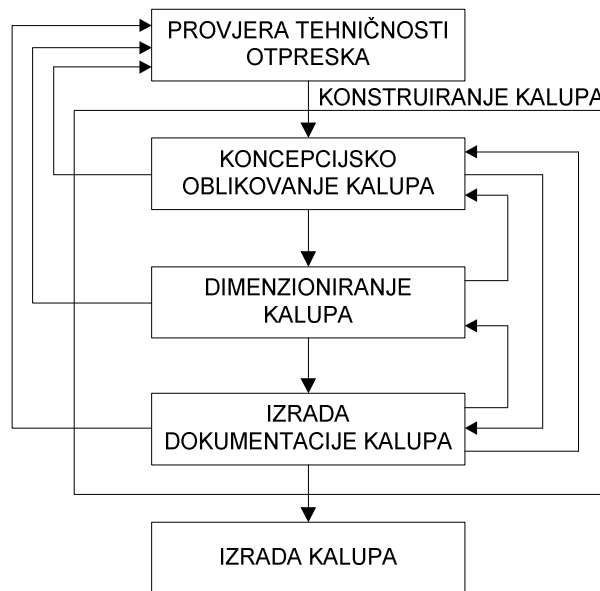 PROVJERA TEHNIČNOSTI
OTPRESKA
KONSTRUIRANJE KALUPA
KONCEPCIJSKO
OBLIKOVANJE KALUPA
DIMENZIONIRANJE
KALUPA
IZRADA
DOKUMENTACIJE KALUPA
IZRADA KALUPA